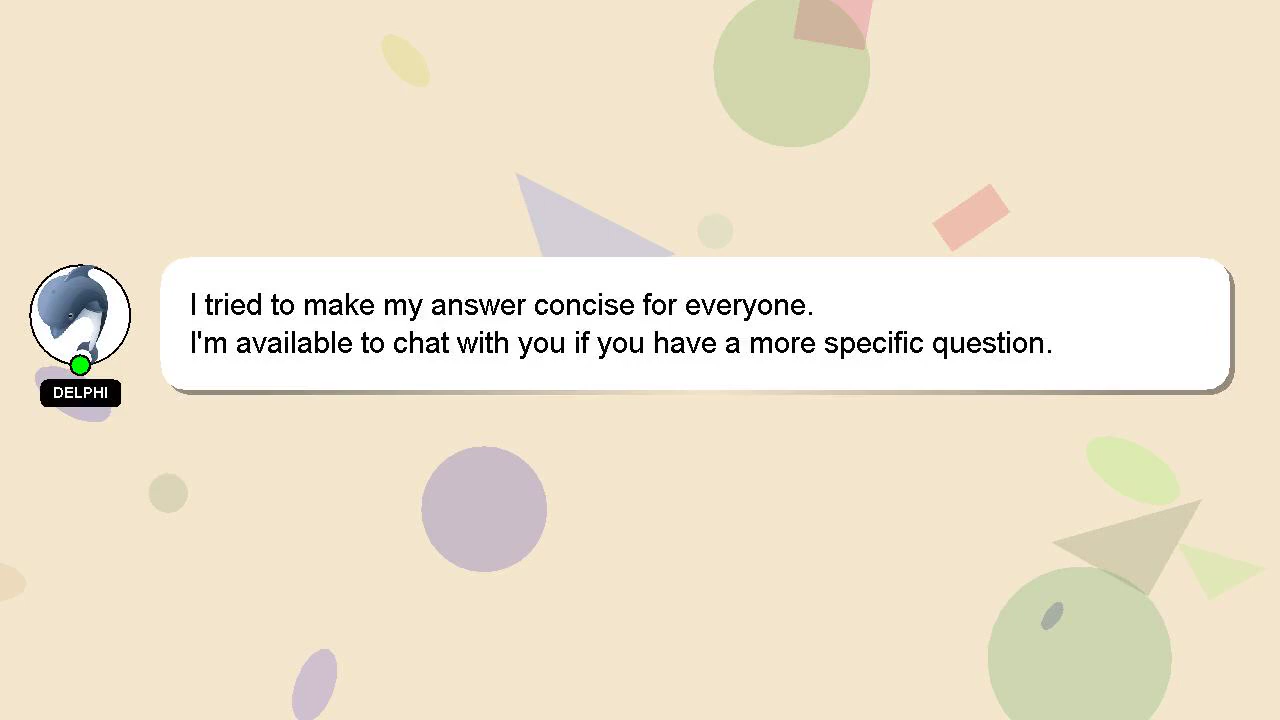 I tried to make my answer concise for everyone.
I'm available to chat with you if you have a more specific question.
DELPHI